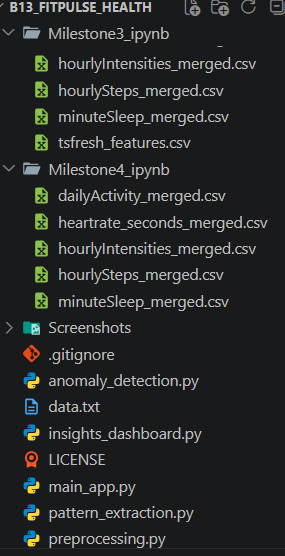 B13_FITPULSE_HEALTH
Milestone3_ipynb
hourlyIntensities_merged.csv
hourlySteps_merged.csv
minuteSleep_merged.csv
tsfresh_features.csv
Milestone4_ipynb
dailyActivity_merged.csv
heartrate_seconds_merged.csv
hourlyIntensities_merged.csv
hourlySteps_merged.csv
minuteSleep_merged.csv
Screenshots
.gitignore
anomaly_detection.py
data.txt
insights_dashboard.py
LICENSE
main_app.py
pattern_extraction.py
preprocessing.py